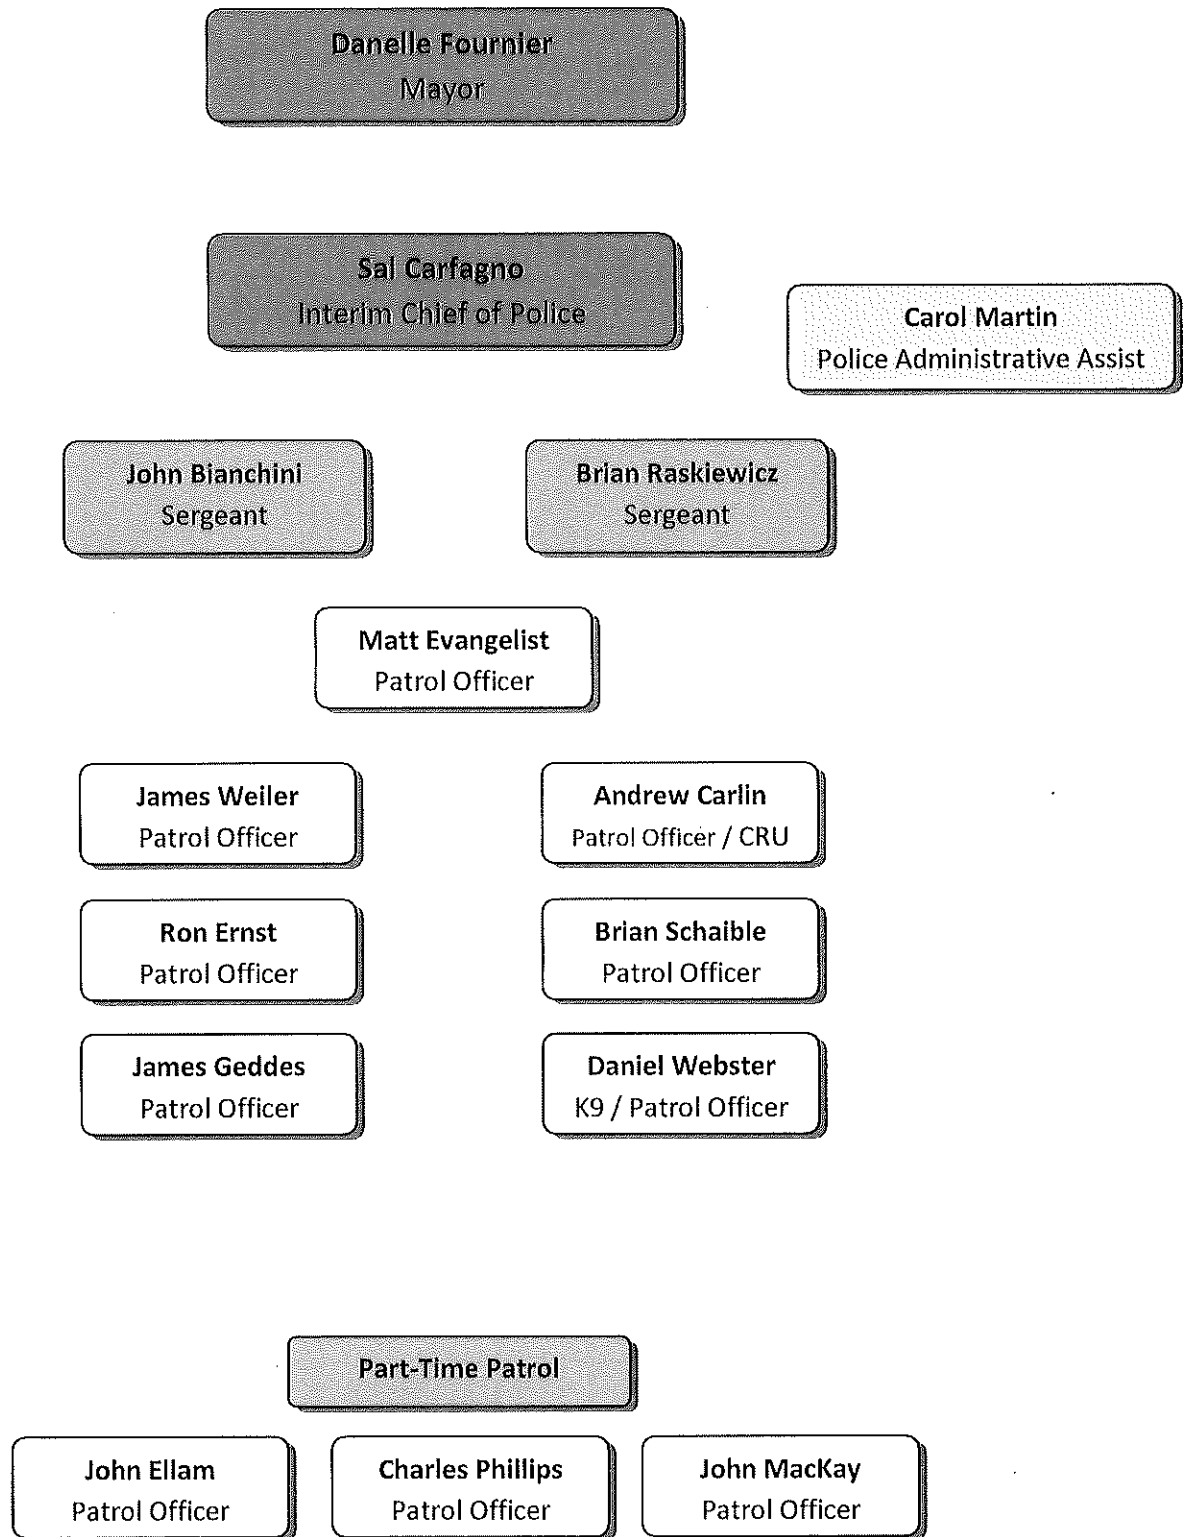 Danelle Fournier
Mayor
Sal Carfagno
Interim Chief of Police
Carol Martin
Police Administrative Assist
John Bianchini
Sergeant
Brian Raskiewicz
Sergeant
Matt Evangelist
Patrol Officer
James Weiler
Patrol Officer
Andrew Carlin
Patrol Officer / CRU
Ron Ernst
Patrol Officer
Brian Schaible
Patrol Officer
James Geddes
Patrol Officer
Daniel Webster
K9 / Patrol Officer
Part-Time Patrol
John Ellam
Patrol Officer
Charles Phillips
Patrol Officer
John MacKay
Patrol Officer